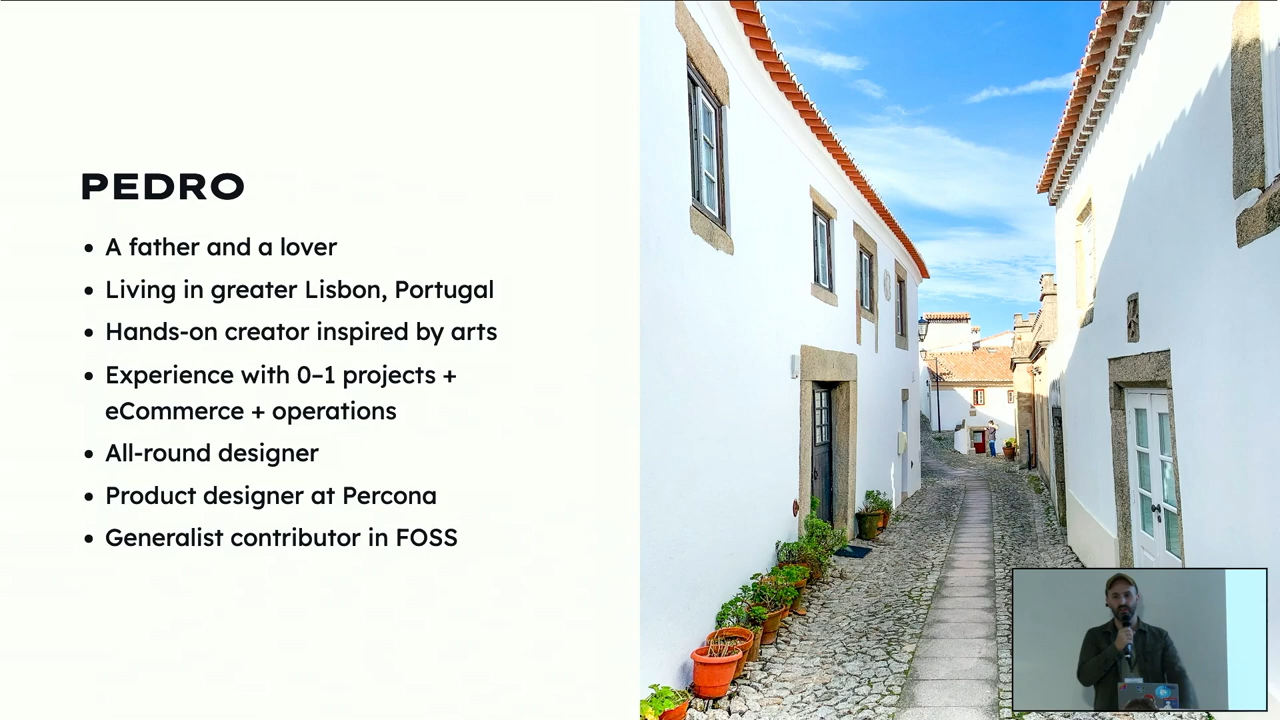 PEDRO
• A father and a lover
• Living in greater Lisbon, Portugal
• Hands-on creator inspired by arts
• Experience with 0–1 projects +
eCommerce + operations
• All-round designer
• Product designer at Percona
• Generalist contributor in FOSS